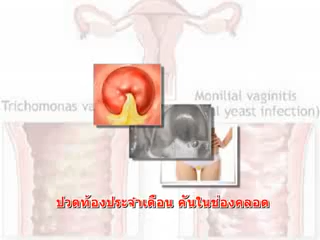 Monilial vaginitis
Trichomonas va
yeast infection)
ปวดท้องประจำเดือน คันในช่องคลอด